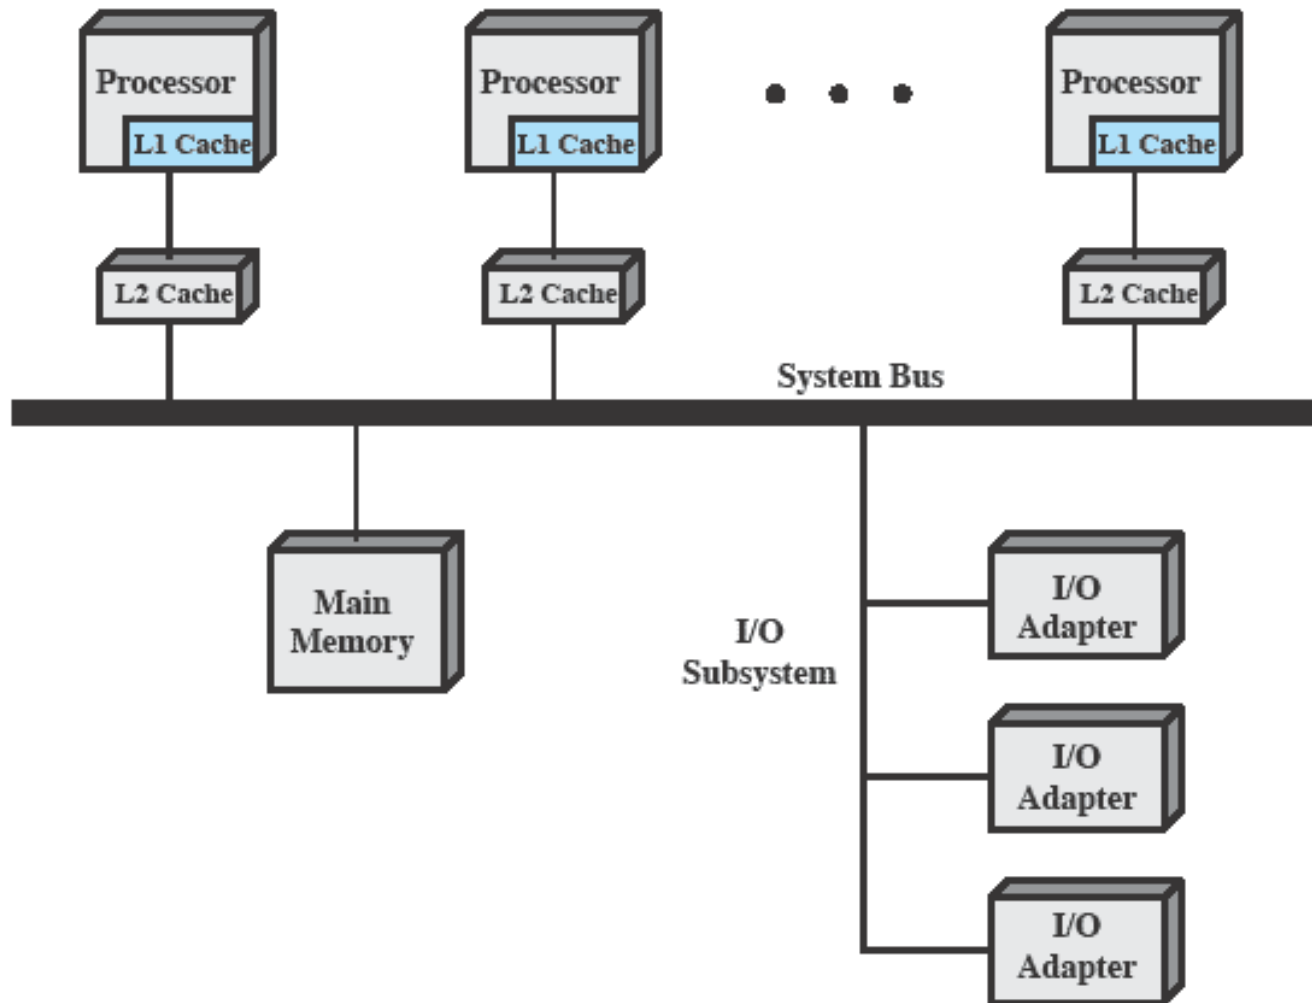 Processor
L1 Cache
Processor
L1 Cache
Processor
L1 Cache
L2 Cache
L2 Cache
L2 Cache
System Bus
Main
Memory
I/O
Subsystem
I/O
Adapter
I/O
Adapter
I/O
Adapter